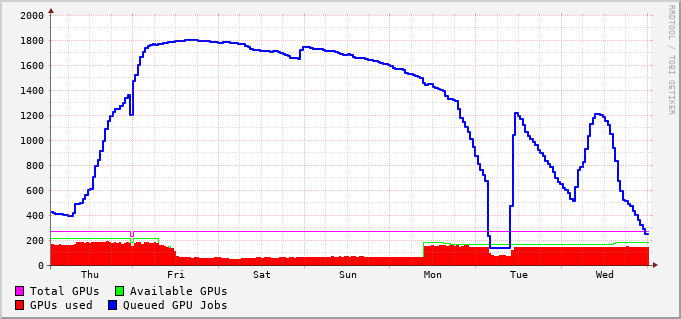 2000
1800
1600
1400
1200
1000
800
600
400
200
0
Thu Fri Sat Sun Mon Tue Wed
Total GPUs Available GPUs
GPUs used Queued GPU Jobs
RRDTOOL / TOBI OETIKER